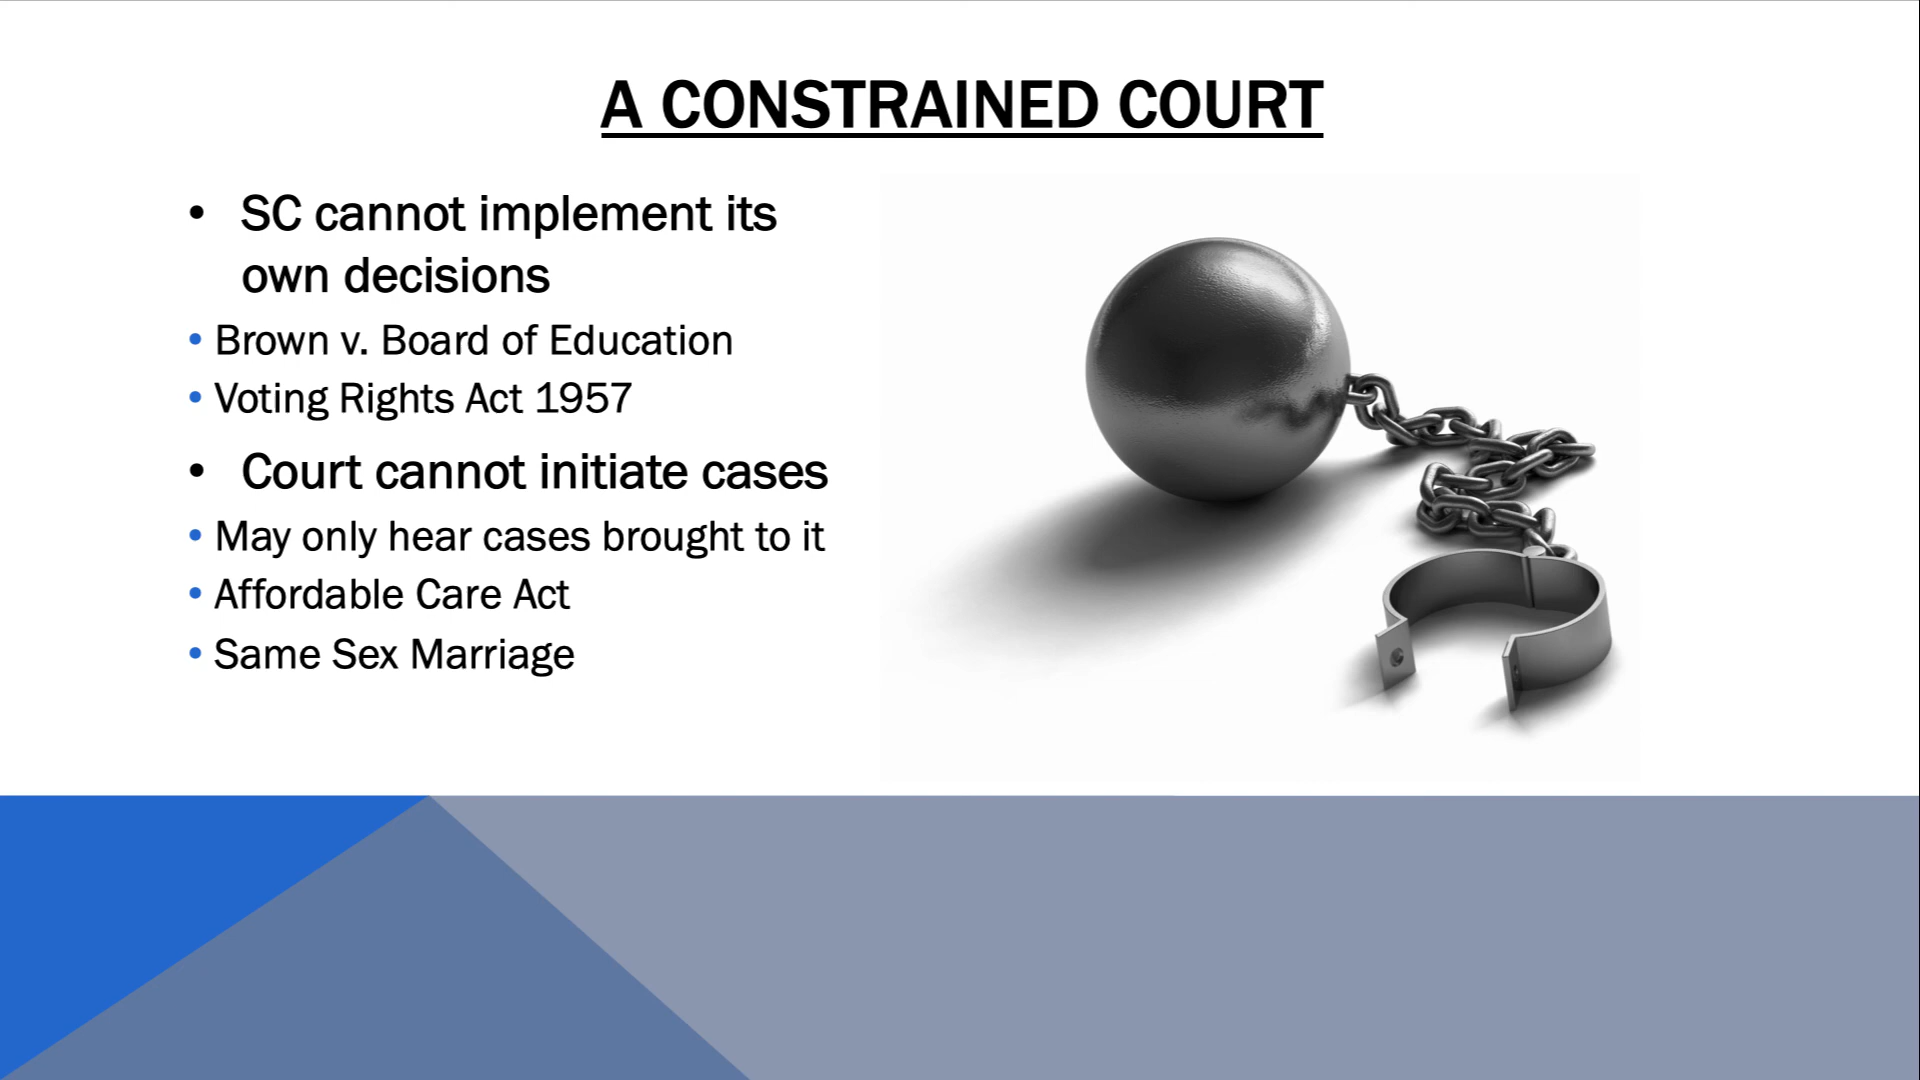 A CONSTRAINED COURT
• SC cannot implement its
own decisions
• Brown v. Board of Education
• Voting Rights Act 1957
• Court cannot initiate cases
• May only hear cases brought to it
• Affordable Care Act
• Same Sex Marriage